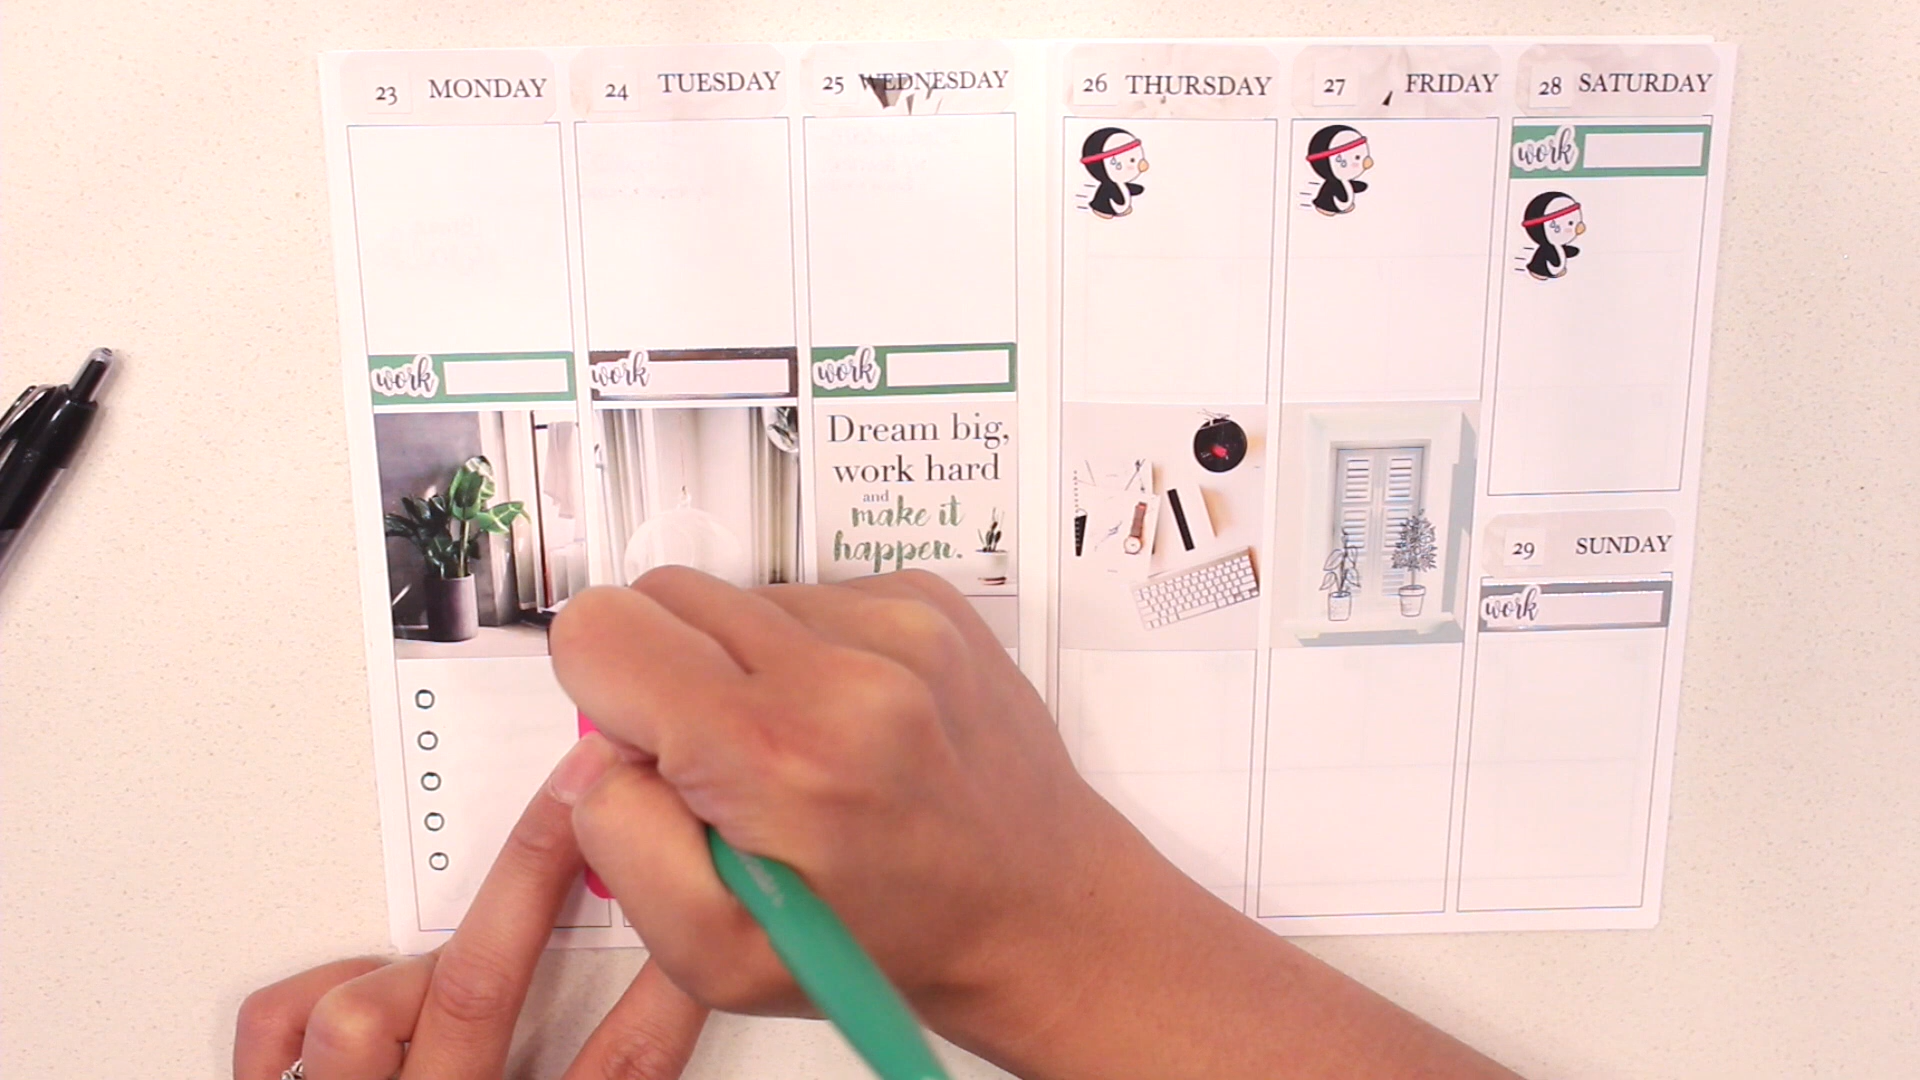 23 MONDAY
24 TUESDAY
25 WEDNESDAY
26 THURSDAY
27 FRIDAY
28 SATURDAY
work
work
work
work
Dream big,
work hard
and
make it
happen.
29 SUNDAY
work